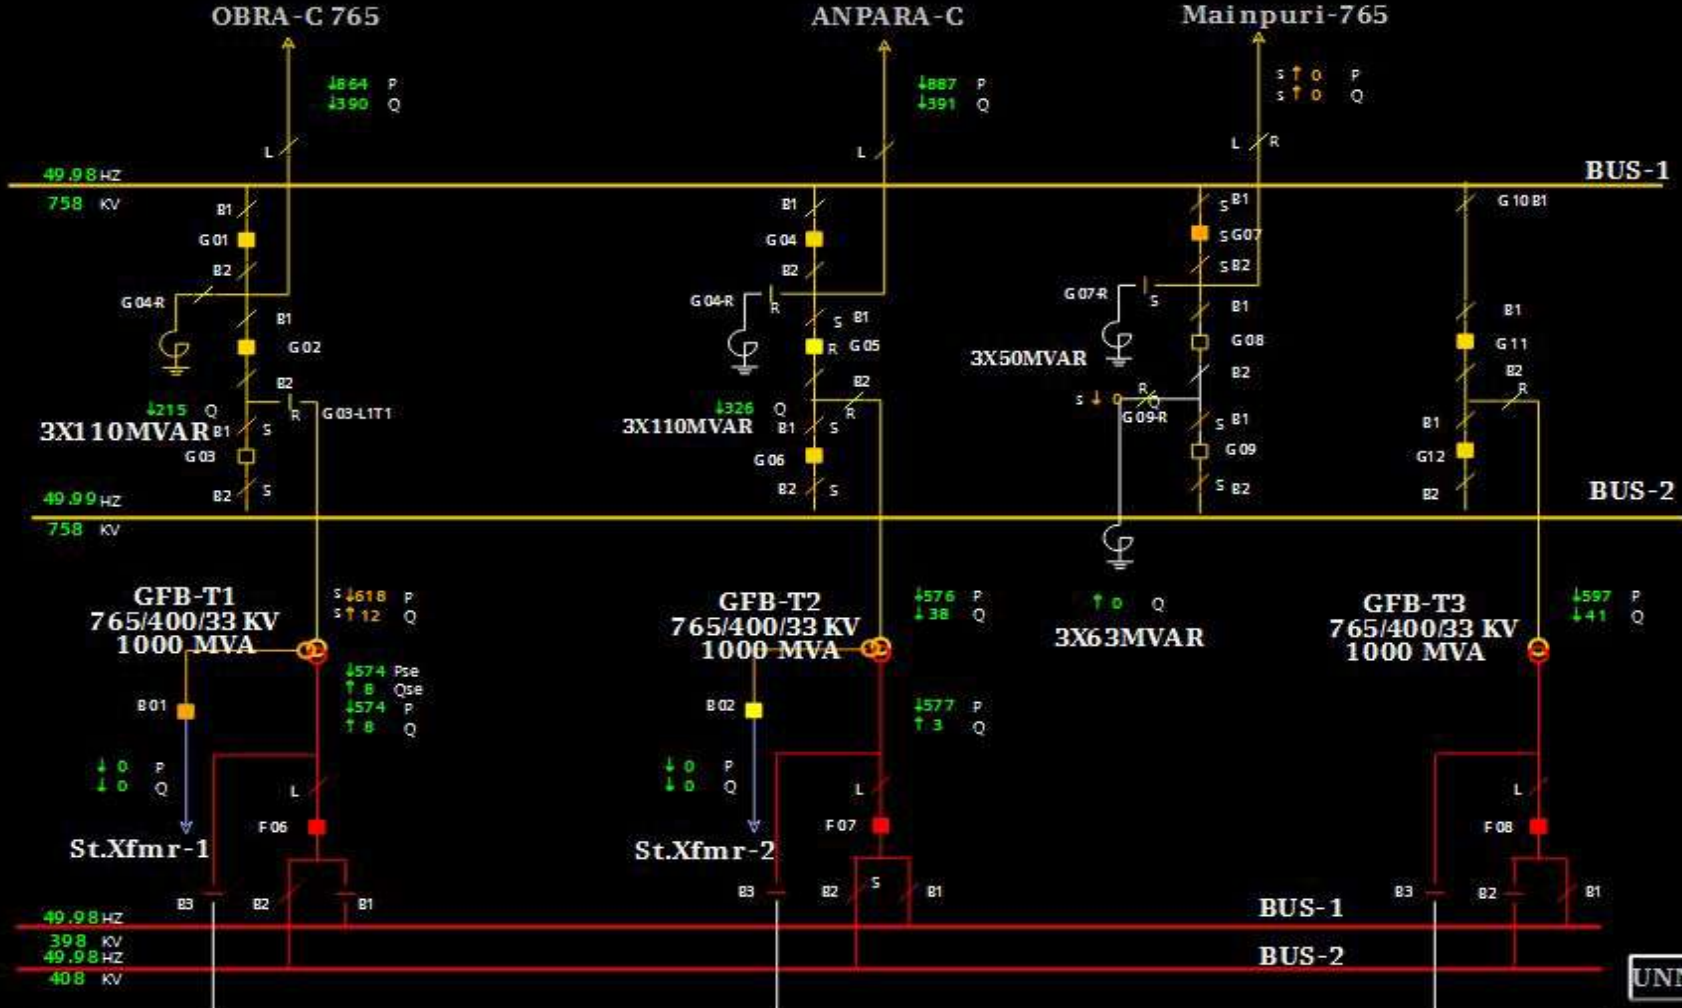 OBRA-C 765
ANPARA-C
Mainpuri-765
↓864 P
↓390 Q
↓887 P
↓391 Q
s ↑ 0 P
s ↑ 0 Q
L
L
L R
49.98 HZ
758 KV
BUS-1
B1
G01
B2
G04-R
B1
G02
B2
R G03-L1T1
↓215 Q
3X110MVAR
B1 S
G03
B2 S
B1
G04
B2
G04-R
R
S B1
R G05
B2
R
↓326 Q
3X110MVAR
B1 S
G06
B2 S
S B1
S G07
S B2
G07-R
S
B1
G08
3X50MVAR
B2
S ↓ 0 Q
R
G09-R
S B1
G09
S B2
G10B1
B1
G11
B2
R
B1
G12
B2
49.99 HZ
758 KV
BUS-2
GFB-T1
765/400/33 KV
1000 MVA
S ↓618 P
S ↑ 12 Q
↓574 Pse
↑ 8 Qse
↓574 P
↑ 8 Q
B01
↓ 0 P
↓ 0 Q
St.Xfmr-1
L
F06
B3
B2
B1
GFB-T2
765/400/33 KV
1000 MVA
↓576 P
↓ 38 Q
↓577 P
↑ 3 Q
B02
↓ 0 P
↓ 0 Q
St.Xfmr-2
L
F07
B3
B2
S
B1
↑ 0 Q
3X63MVAR
GFB-T3
765/400/33 KV
1000 MVA
↓597 P
↓ 41 Q
L
F08
B3
B2
B1
49.98 HZ
398 KV
BUS-1
49.98 HZ
408 KV
BUS-2